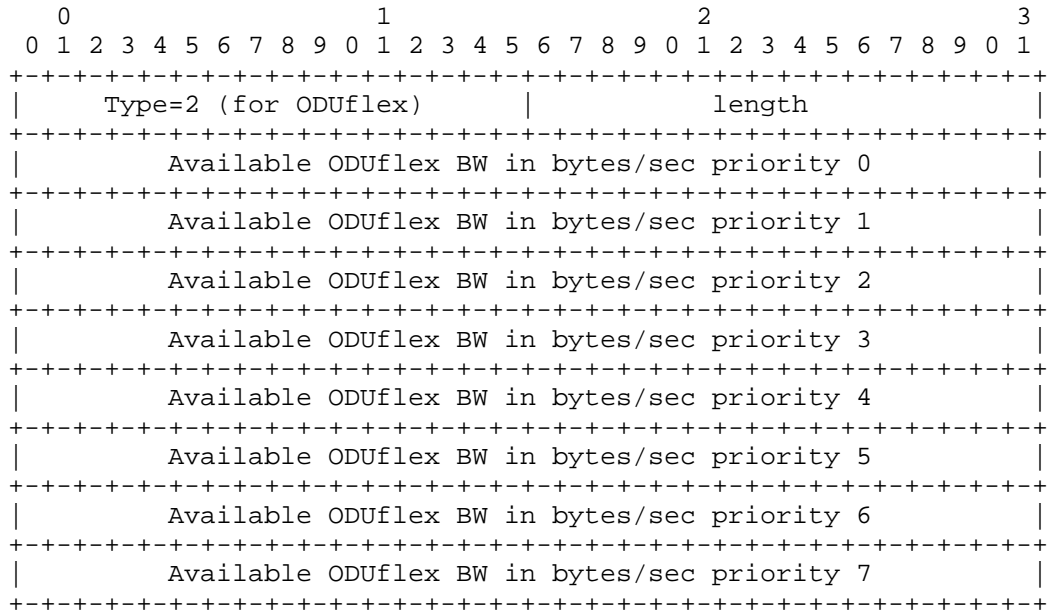 0                   1                   2                   3
 0 1 2 3 4 5 6 7 8 9 0 1 2 3 4 5 6 7 8 9 0 1 2 3 4 5 6 7 8 9 0 1
+-+-+-+-+-+-+-+-+-+-+-+-+-+-+-+-+-+-+-+-+-+-+-+-+-+-+-+-+-+-+-+-+
|     Type=2 (for ODUflex)      |           length              |
+-+-+-+-+-+-+-+-+-+-+-+-+-+-+-+-+-+-+-+-+-+-+-+-+-+-+-+-+-+-+-+-+
|         Available ODUflex BW in bytes/sec priority 0          |
+-+-+-+-+-+-+-+-+-+-+-+-+-+-+-+-+-+-+-+-+-+-+-+-+-+-+-+-+-+-+-+-+
|         Available ODUflex BW in bytes/sec priority 1          |
+-+-+-+-+-+-+-+-+-+-+-+-+-+-+-+-+-+-+-+-+-+-+-+-+-+-+-+-+-+-+-+-+
|         Available ODUflex BW in bytes/sec priority 2          |
+-+-+-+-+-+-+-+-+-+-+-+-+-+-+-+-+-+-+-+-+-+-+-+-+-+-+-+-+-+-+-+-+
|         Available ODUflex BW in bytes/sec priority 3          |
+-+-+-+-+-+-+-+-+-+-+-+-+-+-+-+-+-+-+-+-+-+-+-+-+-+-+-+-+-+-+-+-+
|         Available ODUflex BW in bytes/sec priority 4          |
+-+-+-+-+-+-+-+-+-+-+-+-+-+-+-+-+-+-+-+-+-+-+-+-+-+-+-+-+-+-+-+-+
|         Available ODUflex BW in bytes/sec priority 5          |
+-+-+-+-+-+-+-+-+-+-+-+-+-+-+-+-+-+-+-+-+-+-+-+-+-+-+-+-+-+-+-+-+
|         Available ODUflex BW in bytes/sec priority 6          |
+-+-+-+-+-+-+-+-+-+-+-+-+-+-+-+-+-+-+-+-+-+-+-+-+-+-+-+-+-+-+-+-+
|         Available ODUflex BW in bytes/sec priority 7          |
+-+-+-+-+-+-+-+-+-+-+-+-+-+-+-+-+-+-+-+-+-+-+-+-+-+-+-+-+-+-+-+-+